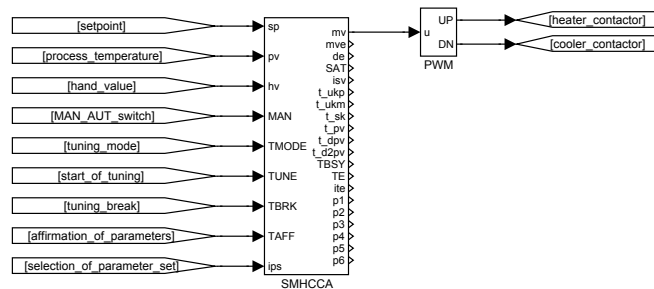 [setpoint]
[process_temperature]
[hand_value]
[MAN_AUT_switch]
[tuning_mode]
[start_of_tuning]
[tuning_break]
[affirmation_of_parameters]
[selection_of_parameter_set]
sp
pv
hv
MAN
TMODE
TUNE
TBRK
TAFF
ips
mv
mve
de
SAT
isv
t_ukp
t_ukm
t_sk
t_pv
t_dpv
t_d2pv
TBSY
TE
ite
p1
p2
p3
p4
p5
p6
SMHCCA
u
UP
DN
PWM
[heater_contactor]
[cooler_contactor]